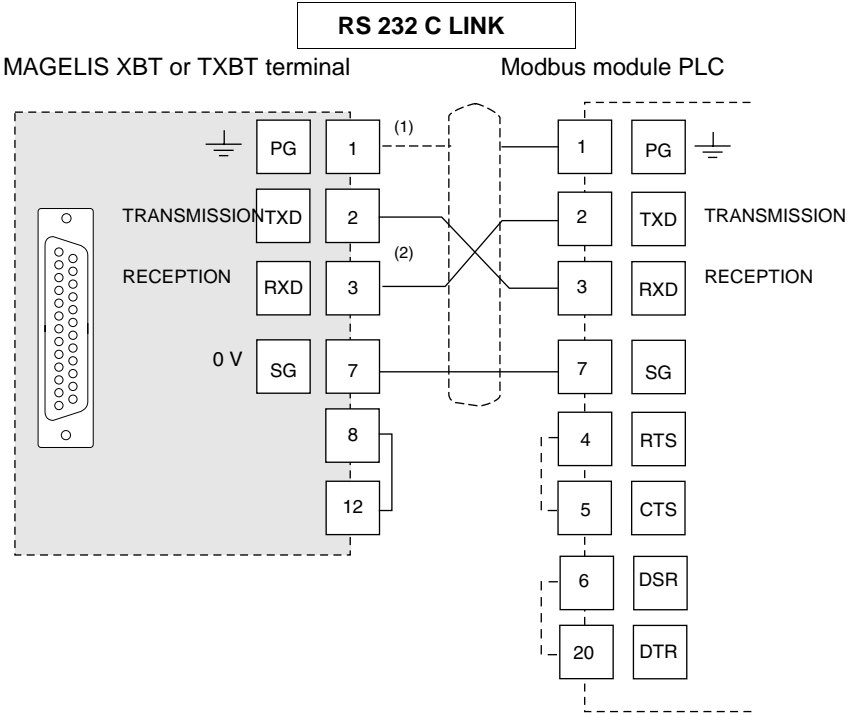 RS 232 C LINK
MAGELIS XBT or TXBT terminal
Modbus module PLC
PG 1 (1) 1 PG
TRANSMISSION TXD 2 2 TXD TRANSMISSION
(2)
RECEPTION RXD 3 3 RXD RECEPTION
0 V SG 7 7 SG
8 4 RTS
12 5 CTS
6 DSR
20 DTR